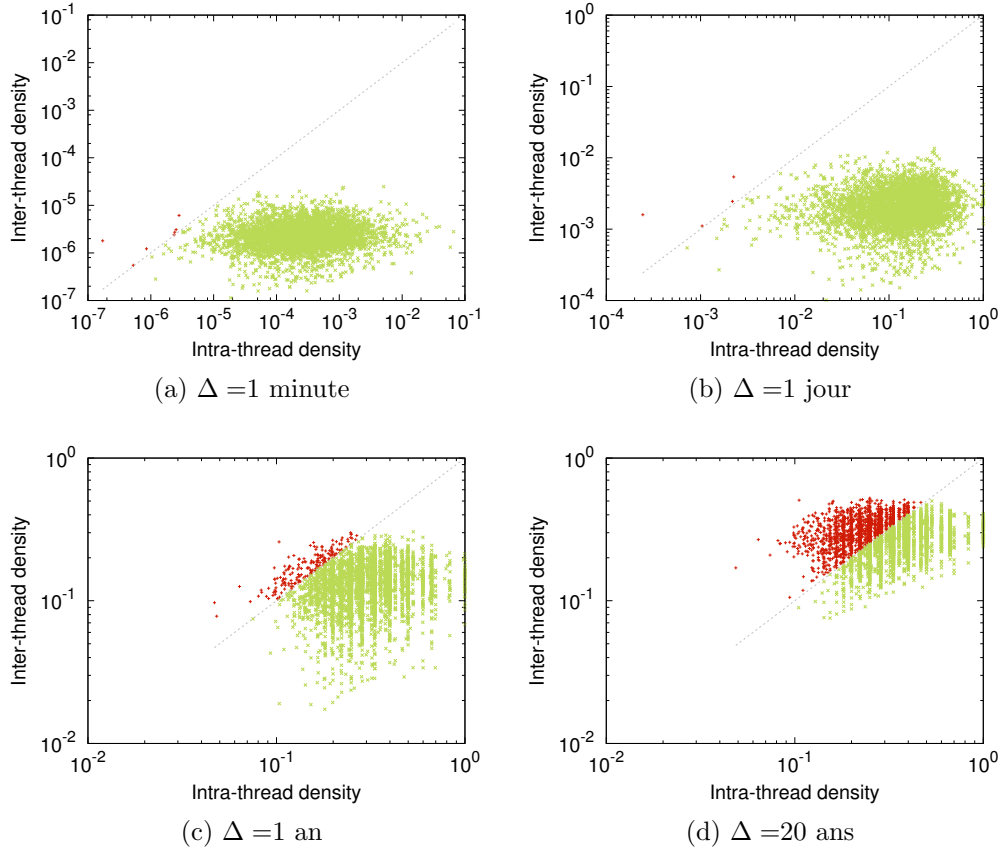 10^-1
10^-2
10^-3
10^-4
10^-5
10^-6
10^-7
Inter-thread density
10^-7 10^-6 10^-5 10^-4 10^-3 10^-2 10^-1
Intra-thread density
(a) Δ =1 minute
10^0
10^-1
10^-2
10^-3
10^-4
Inter-thread density
10^-4 10^-3 10^-2 10^-1 10^0
Intra-thread density
(b) Δ =1 jour
10^0
10^-1
10^-2
Inter-thread density
10^-2 10^-1 10^0
Intra-thread density
(c) Δ =1 an
10^0
10^-1
10^-2
Inter-thread density
10^-2 10^-1 10^0
Intra-thread density
(d) Δ =20 ans